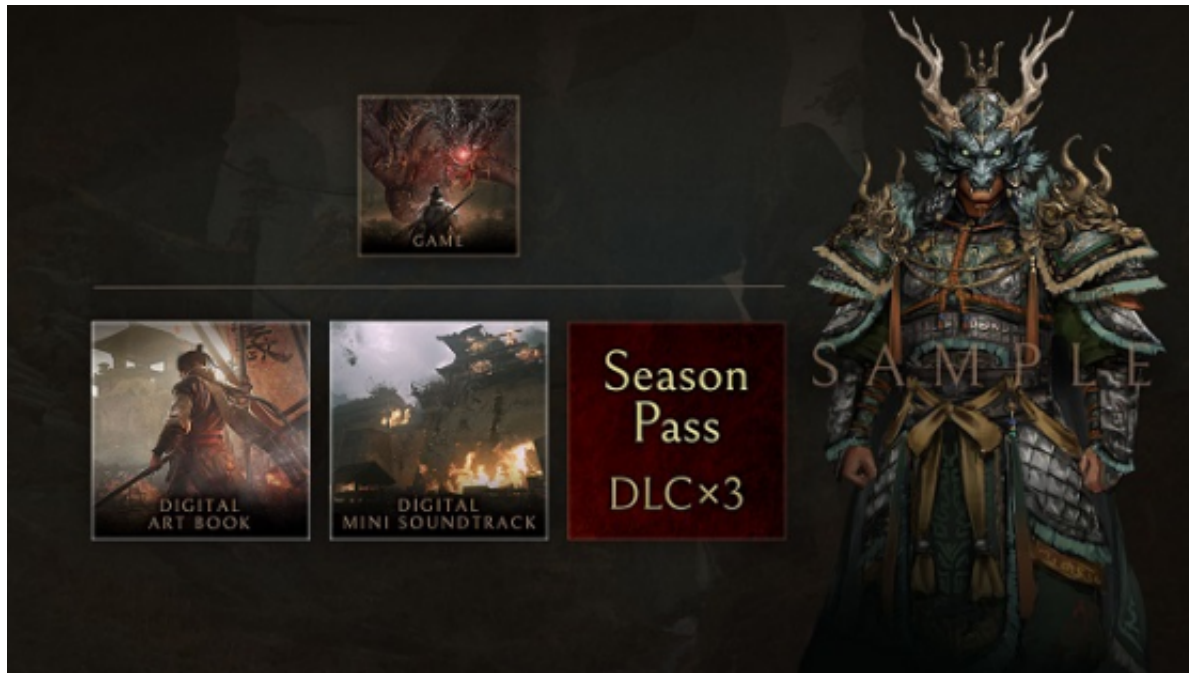 GAME
DIGITAL
ART BOOK
DIGITAL
MINI SOUNDTRACK
Season
Pass
DLC×3
SAMPLE